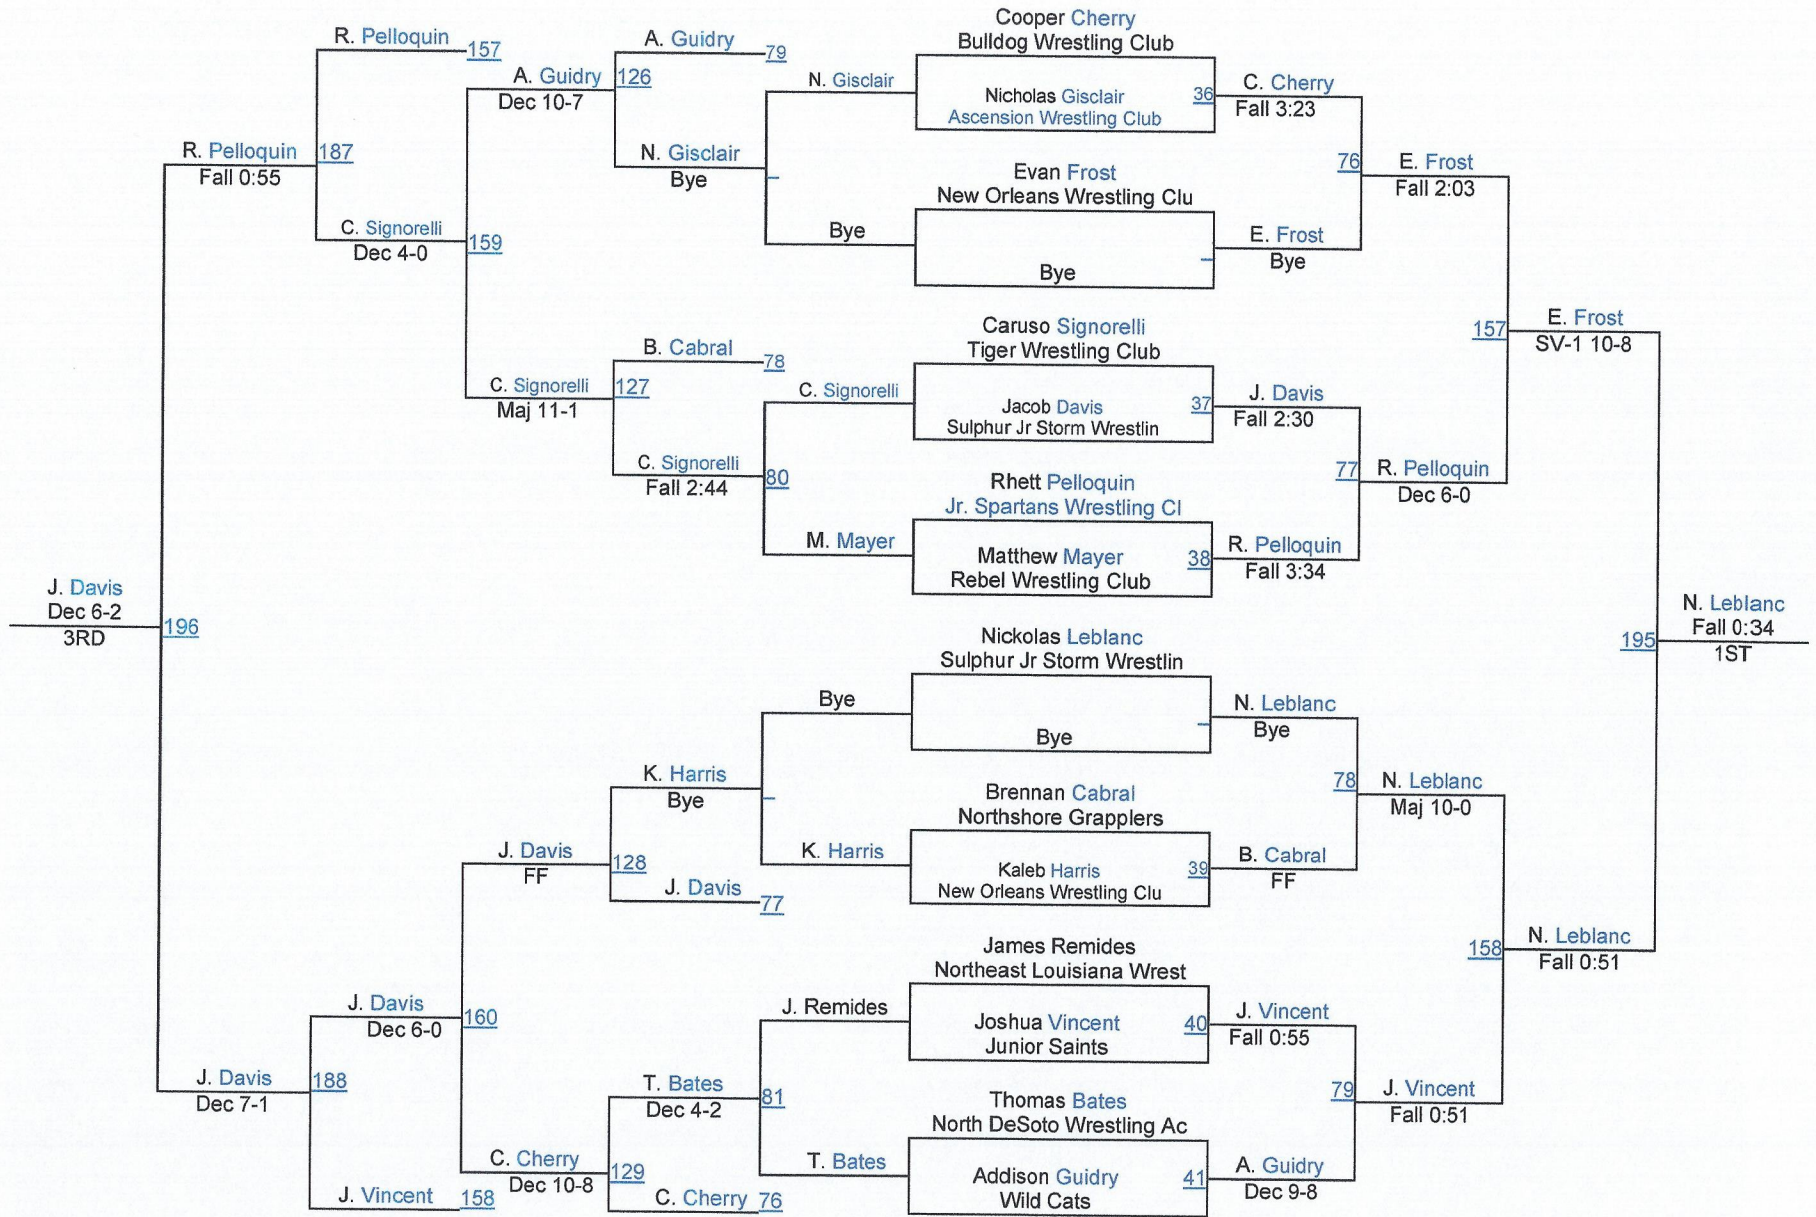 R. Pelloquin 157
R. Pelloquin
Fall 0:55
187
C. Signorelli
Dec 4-0
159
A. Guidry
Dec 10-7
126
A. Guidry 79
N. Gisclair
Bye
-
N. Gisclair
Bye
C. Signorelli
Maj 11-1
127
B. Cabral 78
C. Signorelli
Fall 2:44
80
C. Signorelli
M. Mayer
J. Davis
Dec 6-2
3RD
196
K. Harris
Bye
-
Bye
K. Harris
J. Davis
FF
128
J. Davis 77
J. Davis
Dec 6-0
160
J. Davis
Dec 7-1
188
J. Vincent 158
C. Cherry
Dec 10-8
129
T. Bates
Dec 4-2
81
C. Cherry 76
J. Remides
T. Bates
Cooper Cherry
Bulldog Wrestling Club
Nicholas Gisclair
Ascension Wrestling Club
36
Evan Frost
New Orleans Wrestling Clu
Bye
-
Caruso Signorelli
Tiger Wrestling Club
Jacob Davis
Sulphur Jr Storm Wrestlin
37
Rhett Pelloquin
Jr. Spartans Wrestling Cl
Matthew Mayer
Rebel Wrestling Club
38
Nickolas Leblanc
Sulphur Jr Storm Wrestlin
Bye
-
Brennan Cabral
Northshore Grapplers
Kaleb Harris
New Orleans Wrestling Clu
39
James Remides
Northeast Louisiana Wrest
Joshua Vincent
Junior Saints
40
Thomas Bates
North DeSoto Wrestling Ac
Addison Guidry
Wild Cats
41
C. Cherry
Fall 3:23
E. Frost
Bye
76
E. Frost
Fall 2:03
J. Davis
Fall 2:30
R. Pelloquin
Fall 3:34
77
R. Pelloquin
Dec 6-0
157
E. Frost
SV-1 10-8
N. Leblanc
Bye
B. Cabral
FF
78
N. Leblanc
Maj 10-0
J. Vincent
Fall 0:55
A. Guidry
Dec 9-8
79
J. Vincent
Fall 0:51
158
N. Leblanc
Fall 0:51
195
N. Leblanc
Fall 0:34
1ST